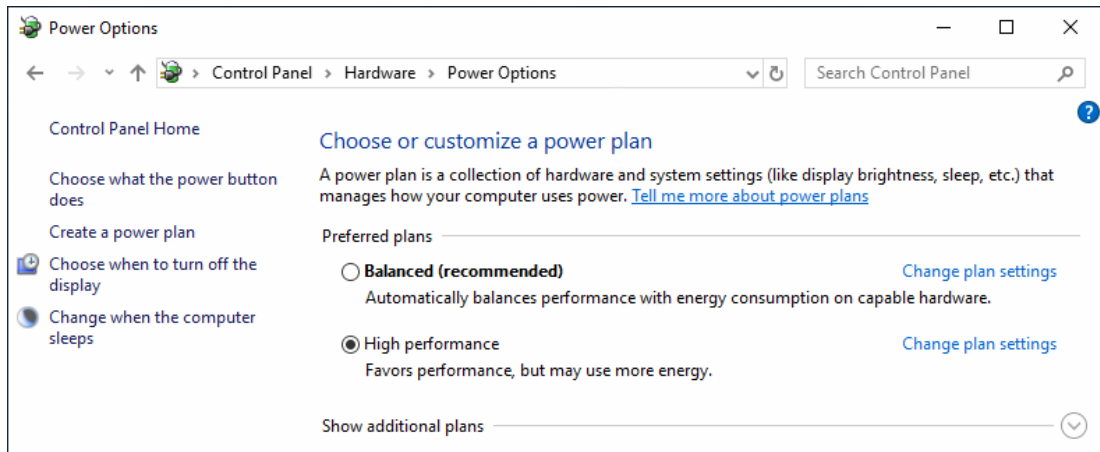 Power Options
Control Panel > Hardware > Power Options
Search Control Panel
?
Control Panel Home
Choose what the power button
does
Create a power plan
Choose when to turn off the
display
Change when the computer
sleeps
Choose or customize a power plan
A power plan is a collection of hardware and system settings (like display brightness, sleep, etc.) that
manages how your computer uses power. Tell me more about power plans
Preferred plans
Balanced (recommended) Change plan settings
Automatically balances performance with energy consumption on capable hardware.
High performance Change plan settings
Favors performance, but may use more energy.
Show additional plans